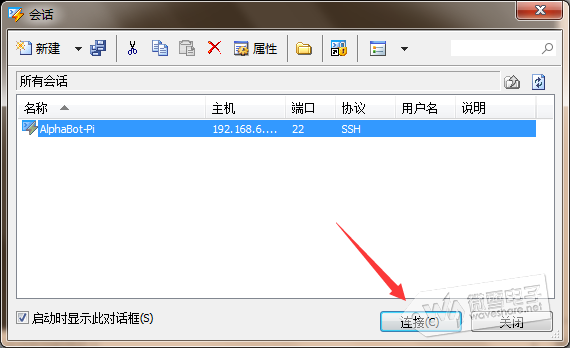 会话
新建 属性
所有会话
名称 主机 端口 协议 用户名 说明
AlphaBot-Pi 192.168.6.... 22 SSH
微雪电子
waveshare.net
启动时显示此对话框(S) 连接(C) 关闭